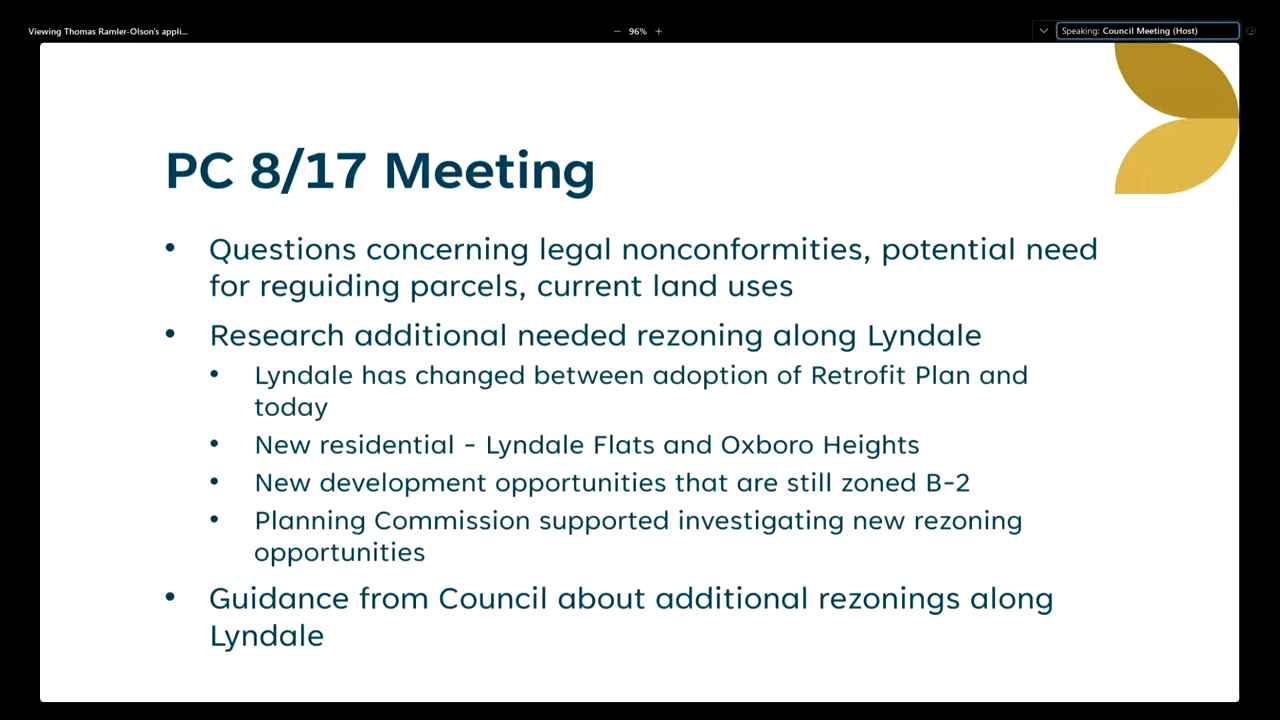 Viewing Thomas Ramler-Olson's appli...
96%
Speaking: Council Meeting (Host)
PC 8/17 Meeting
• Questions concerning legal nonconformities, potential need
for reguiding parcels, current land uses
• Research additional needed rezoning along Lyndale
• Lyndale has changed between adoption of Retrofit Plan and
today
• New residential - Lyndale Flats and Oxboro Heights
• New development opportunities that are still zoned B-2
• Planning Commission supported investigating new rezoning
opportunities
• Guidance from Council about additional rezonings along
Lyndale